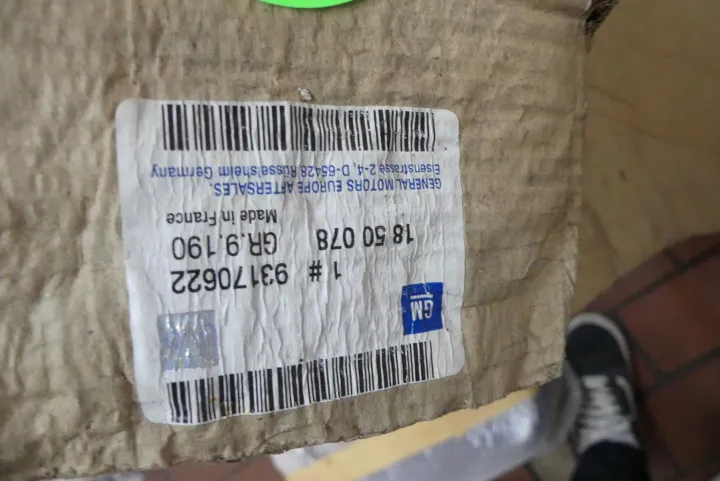 GM
1 # 93170622
18 50 078 GR.9.190
Made in France
GENERAL MOTORS EUROPE AFTERSALES.
Eisenstrasse 2-4, D-65428 Rüsselsheim Germany